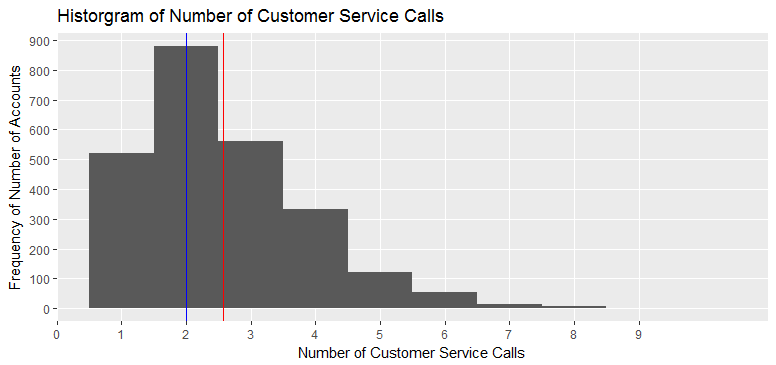 Historgram of Number of Customer Service Calls
Frequency of Number of Accounts
900
800
700
600
500
400
300
200
100
0
0 1 2 3 4 5 6 7 8 9
Number of Customer Service Calls